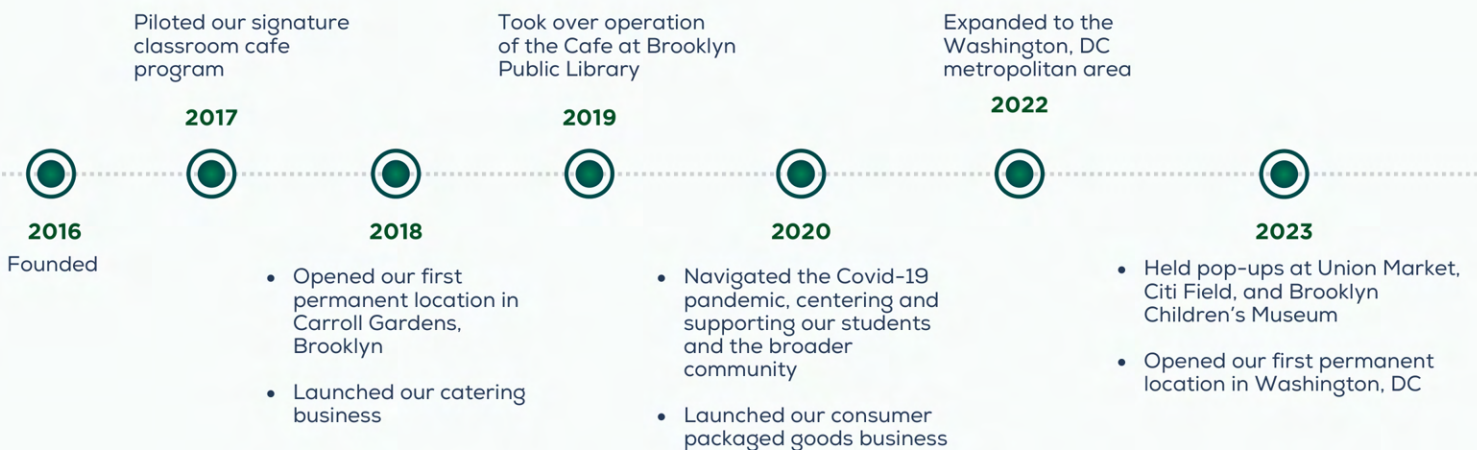 2016
Founded
Piloted our signature
classroom cafe
program
2017
2018
• Opened our first
permanent location in
Carroll Gardens,
Brooklyn
• Launched our catering
business
Took over operation
of the Cafe at Brooklyn
Public Library
2019
2020
• Navigated the Covid-19
pandemic, centering and
supporting our students
and the broader
community
• Launched our consumer
packaged goods business
Expanded to the
Washington, DC
metropolitan area
2022
2023
• Held pop-ups at Union Market,
Citi Field, and Brooklyn
Children's Museum
• Opened our first permanent
location in Washington, DC